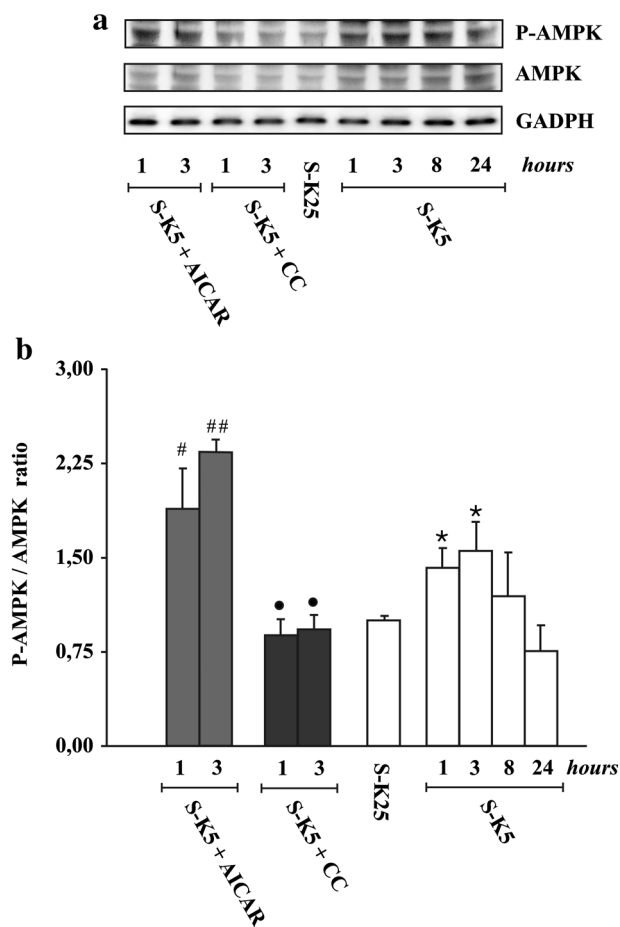 a
P-AMPK
AMPK
GADPH
1 3 1 3 S-K25 1 3 8 24 hours
S-K5 + AICAR S-K5 + CC S-K5
b
P-AMPK / AMPK ratio
3,00
2,25
1,50
0,75
0,00
# ## • • * *
1 3 1 3 S-K25 1 3 8 24 hours
S-K5 + AICAR S-K5 + CC S-K5